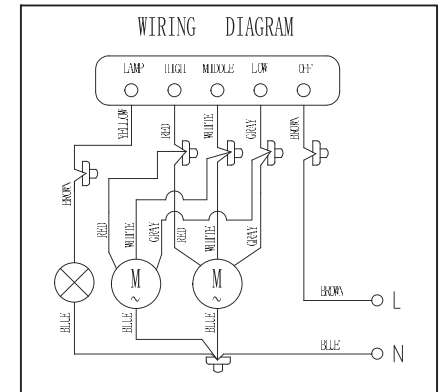 WIRING DIAGRAM
LAMP HIGH MIDDLE LOW OFF
YELLOW RED WHITE GRAY BROWN
BROWN
RED WHITE GRAY RED WHITE GRAY
M M
~ ~
BROWN L
BLUE BLUE BLUE
BLUE N